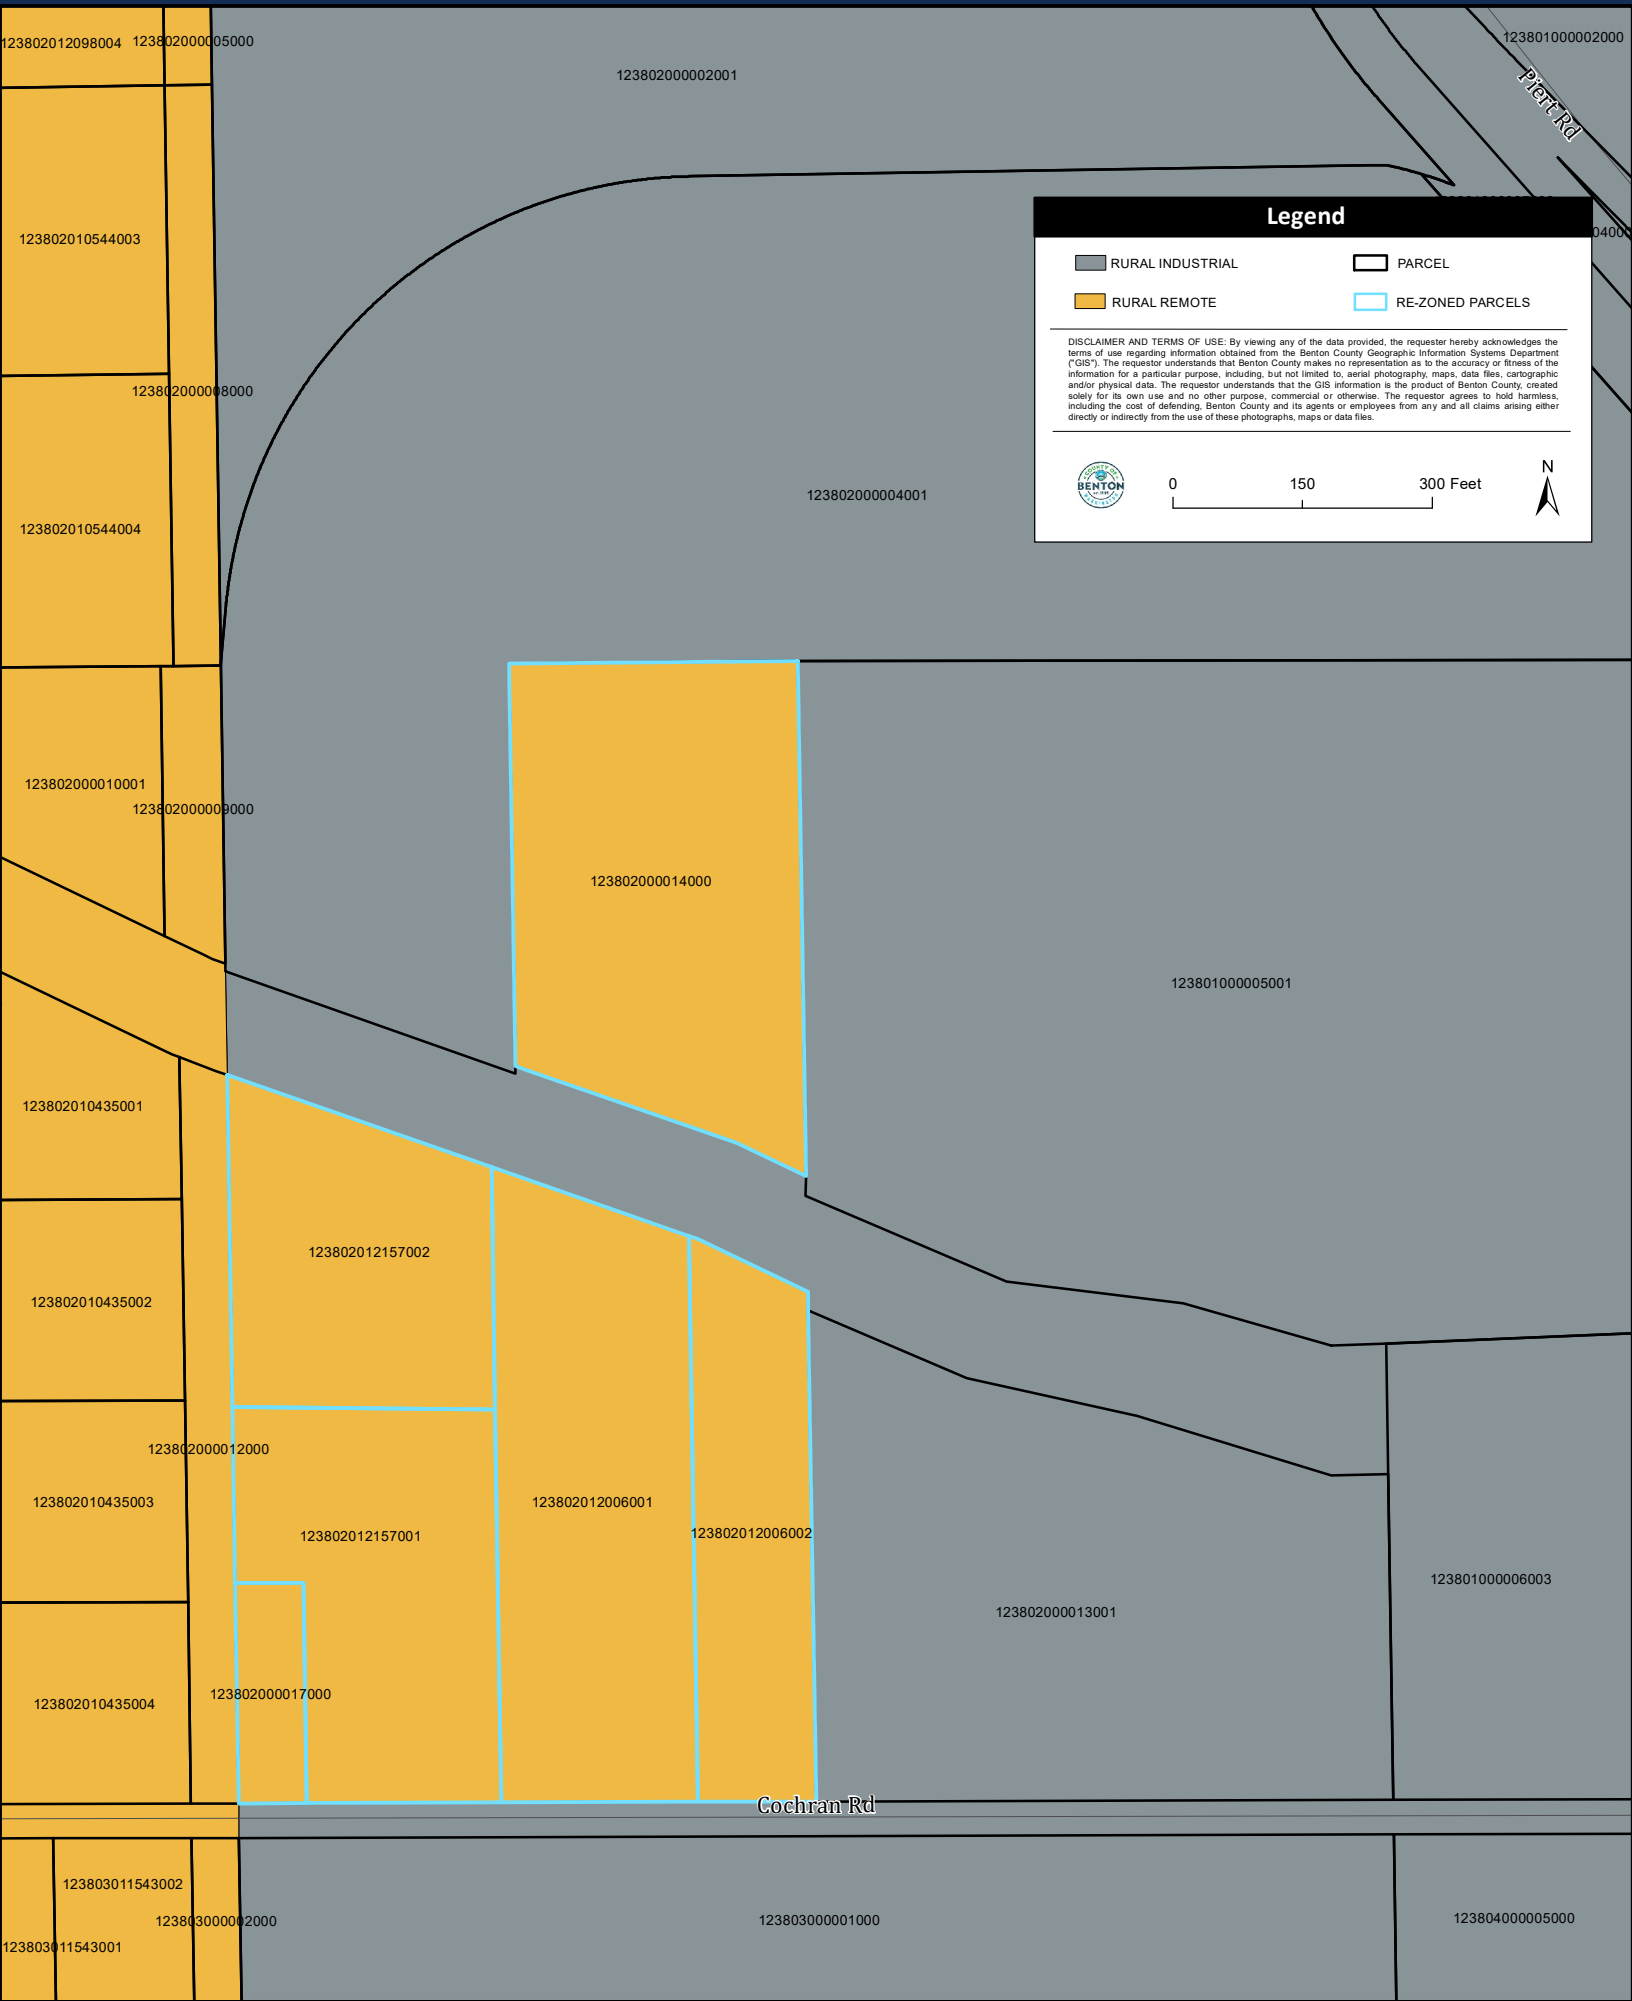 123802012098004
123802000005000
123802000002001
123801000002000
Piert Rd
123802010544003
Legend
RURAL INDUSTRIAL
PARCEL
RURAL REMOTE
RE-ZONED PARCELS
DISCLAIMER AND TERMS OF USE: By viewing any of the data provided, the requester hereby acknowledges the
terms of use regarding information obtained from the Benton County Geographic Information Systems Department
("GIS"). The requestor understands that Benton County makes no representation as to the accuracy or fitness of the
information for a particular purpose, including, but not limited to, aerial photography, maps, data files, cartographic
and/or physical data. The requestor understands that the GIS information is the product of Benton County, created
solely for its own use and no other purpose, commercial or otherwise. The requestor agrees to hold harmless,
including the cost of defending, Benton County and its agents or employees from any and all claims arising either
directly or indirectly from the use of these photographs, maps or data files.
COUNTY OF
BENTON
WASHINGTON
0
150
300 Feet
N
123802000008000
123802000004001
123802010544004
123802000010001
123802000009000
123802000014000
123801000005001
123802010435001
123802012157002
123802010435002
123802000012000
123802010435003
123802012006001
123802012157001
123802012006002
123801000006003
123802000013001
123802000017000
123802010435004
Cochran Rd
123803011543002
123803000002000
123803000001000
123804000005000
123803011543001